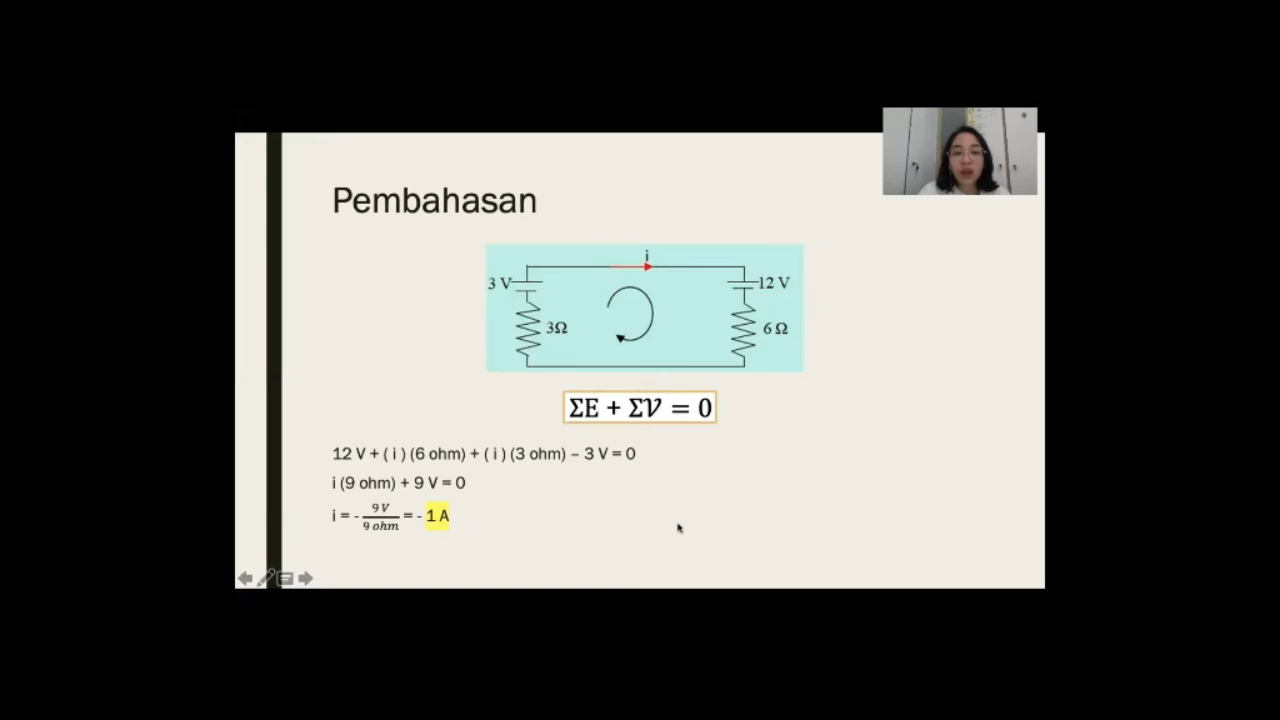 Pembahasan
i
3 V
12 V
3Ω
6 Ω
ΣE + Σ𝒱 = 0
12 V + ( i ) (6 ohm) + ( i ) (3 ohm) – 3 V = 0
i (9 ohm) + 9 V = 0
i = - 9 V / 9 ohm = - 1 A